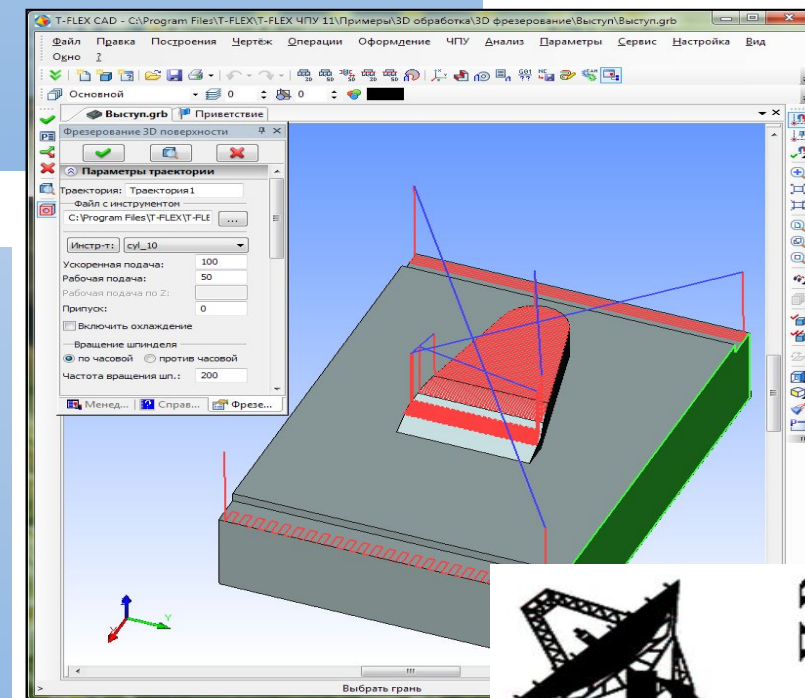 T-FLEX CAD - C:\Program Files\T-FLEX\T-FLEX ЧПУ 11\Примеры\3D обработка\3D фрезерование\Выступ\Выступ.grb
Файл Правка Построения Чертёж Операции Оформление ЧПУ Анализ Параметры Сервис Настройка Вид
Окно ?
Основной 0 0
Выступ.grb Приветствие
Фрезерование 3D поверхности
Параметры траектории
Траектория: Траектория1
Файл с инструментом
C:\Program Files\T-FLEX\T-FLE ...
Инстр-т: cyl_10
Ускоренная подача: 100
Рабочая подача: 50
Рабочая подача по Z:
Припуск: 0
Включить охлаждение
Вращение шпинделя
по часовой против часовой
Частота вращения шп.: 200
Менед... Справ... Фрезе...
Y
> Выбрать грань